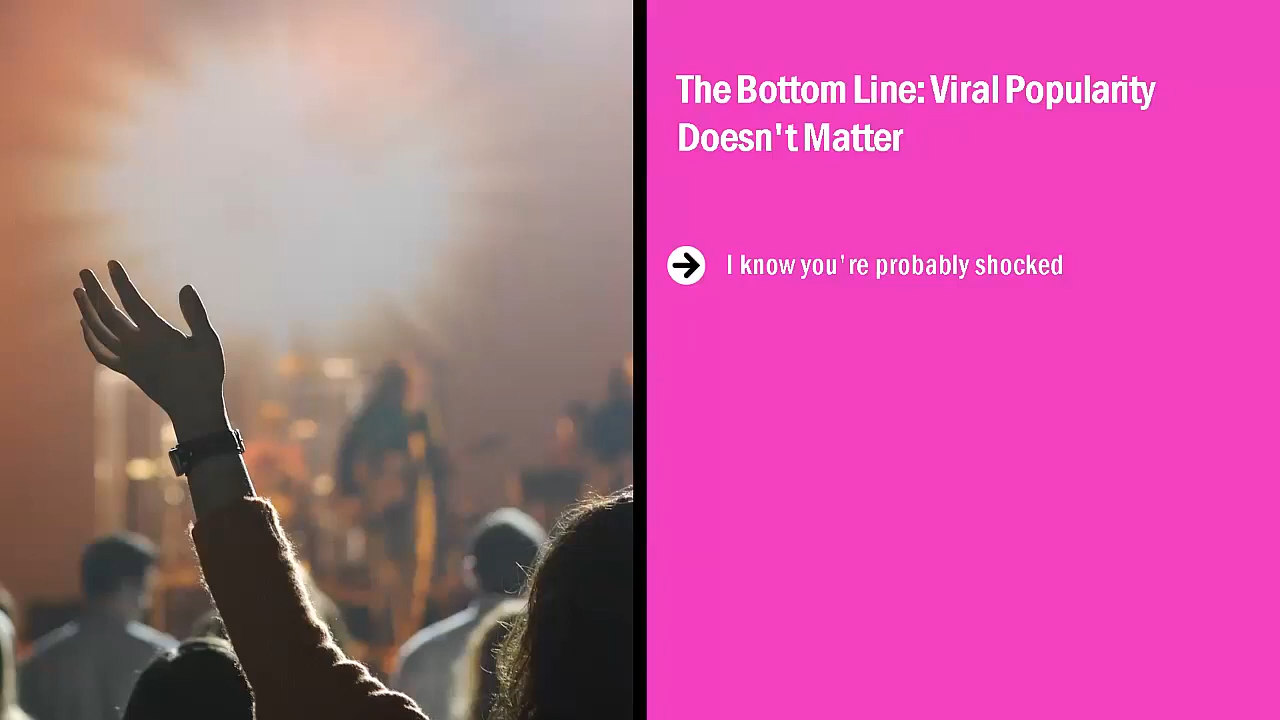 The Bottom Line: Viral Popularity
Doesn't Matter
I know you're probably shocked